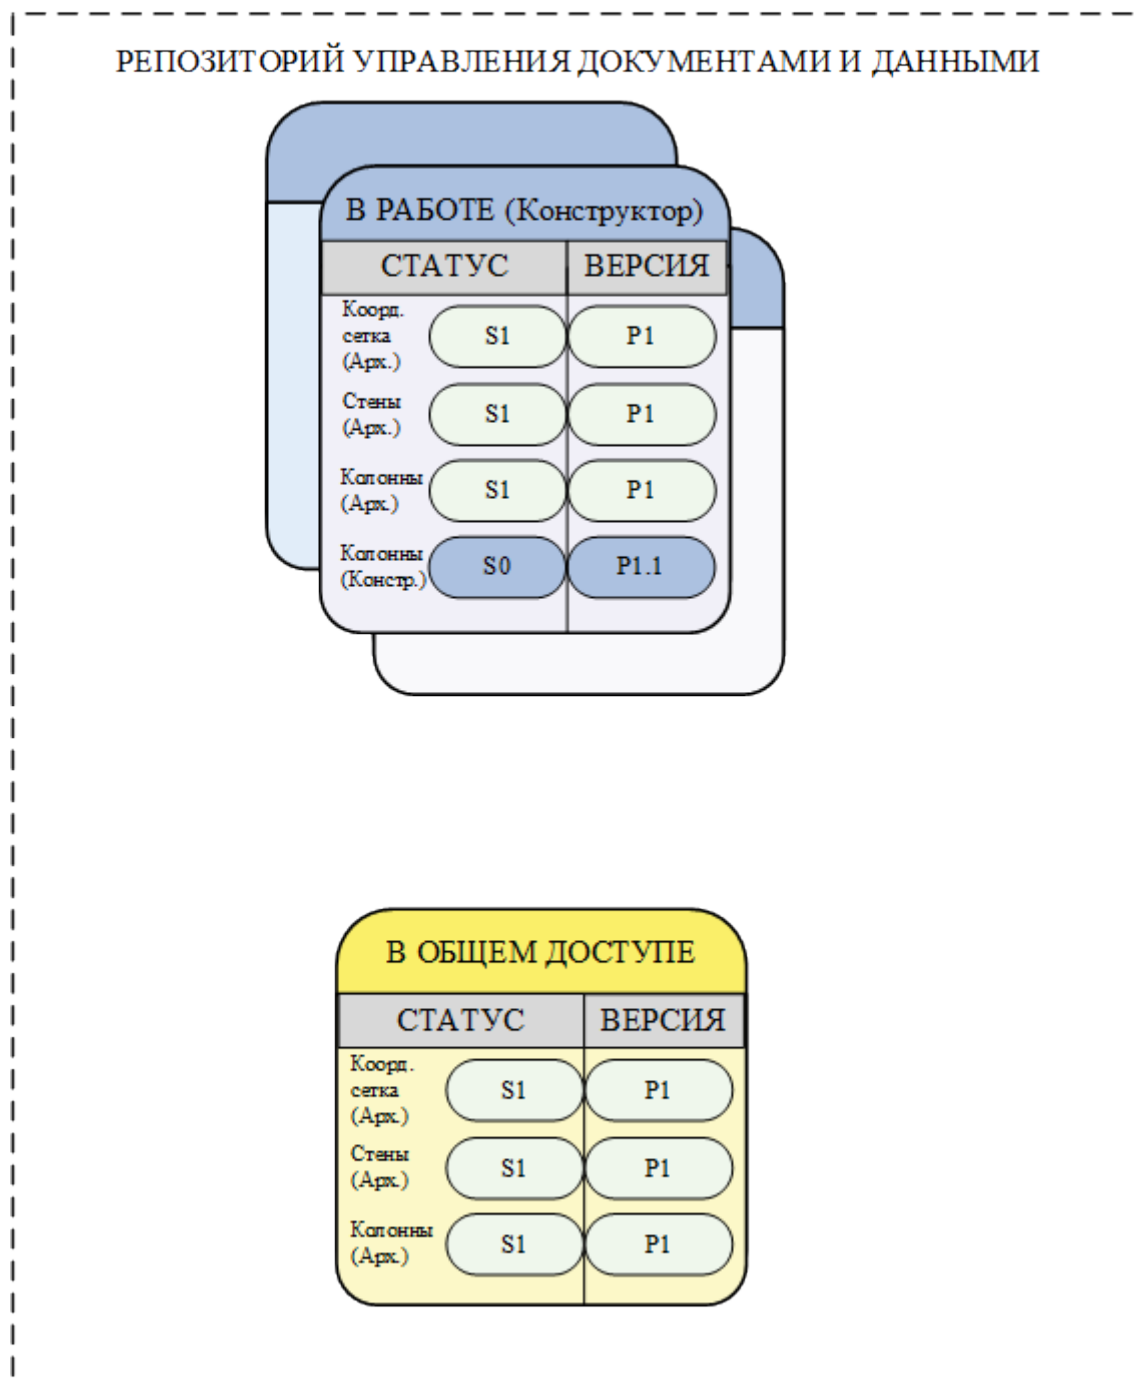 РЕПОЗИТОРИЙ УПРАВЛЕНИЯ ДОКУМЕНТАМИ И ДАННЫМИ
В РАБОТЕ (Конструктор)
СТАТУС ВЕРСИЯ
Коорд.
сетка
(Арх.)
S1 P1
Стены
(Арх.)
S1 P1
Колонны
(Арх.)
S1 P1
Колонны
(Констр.)
S0 P1.1
В ОБЩЕМ ДОСТУПЕ
СТАТУС ВЕРСИЯ
Коорд.
сетка
(Арх.)
S1 P1
Стены
(Арх.)
S1 P1
Колонны
(Арх.)
S1 P1